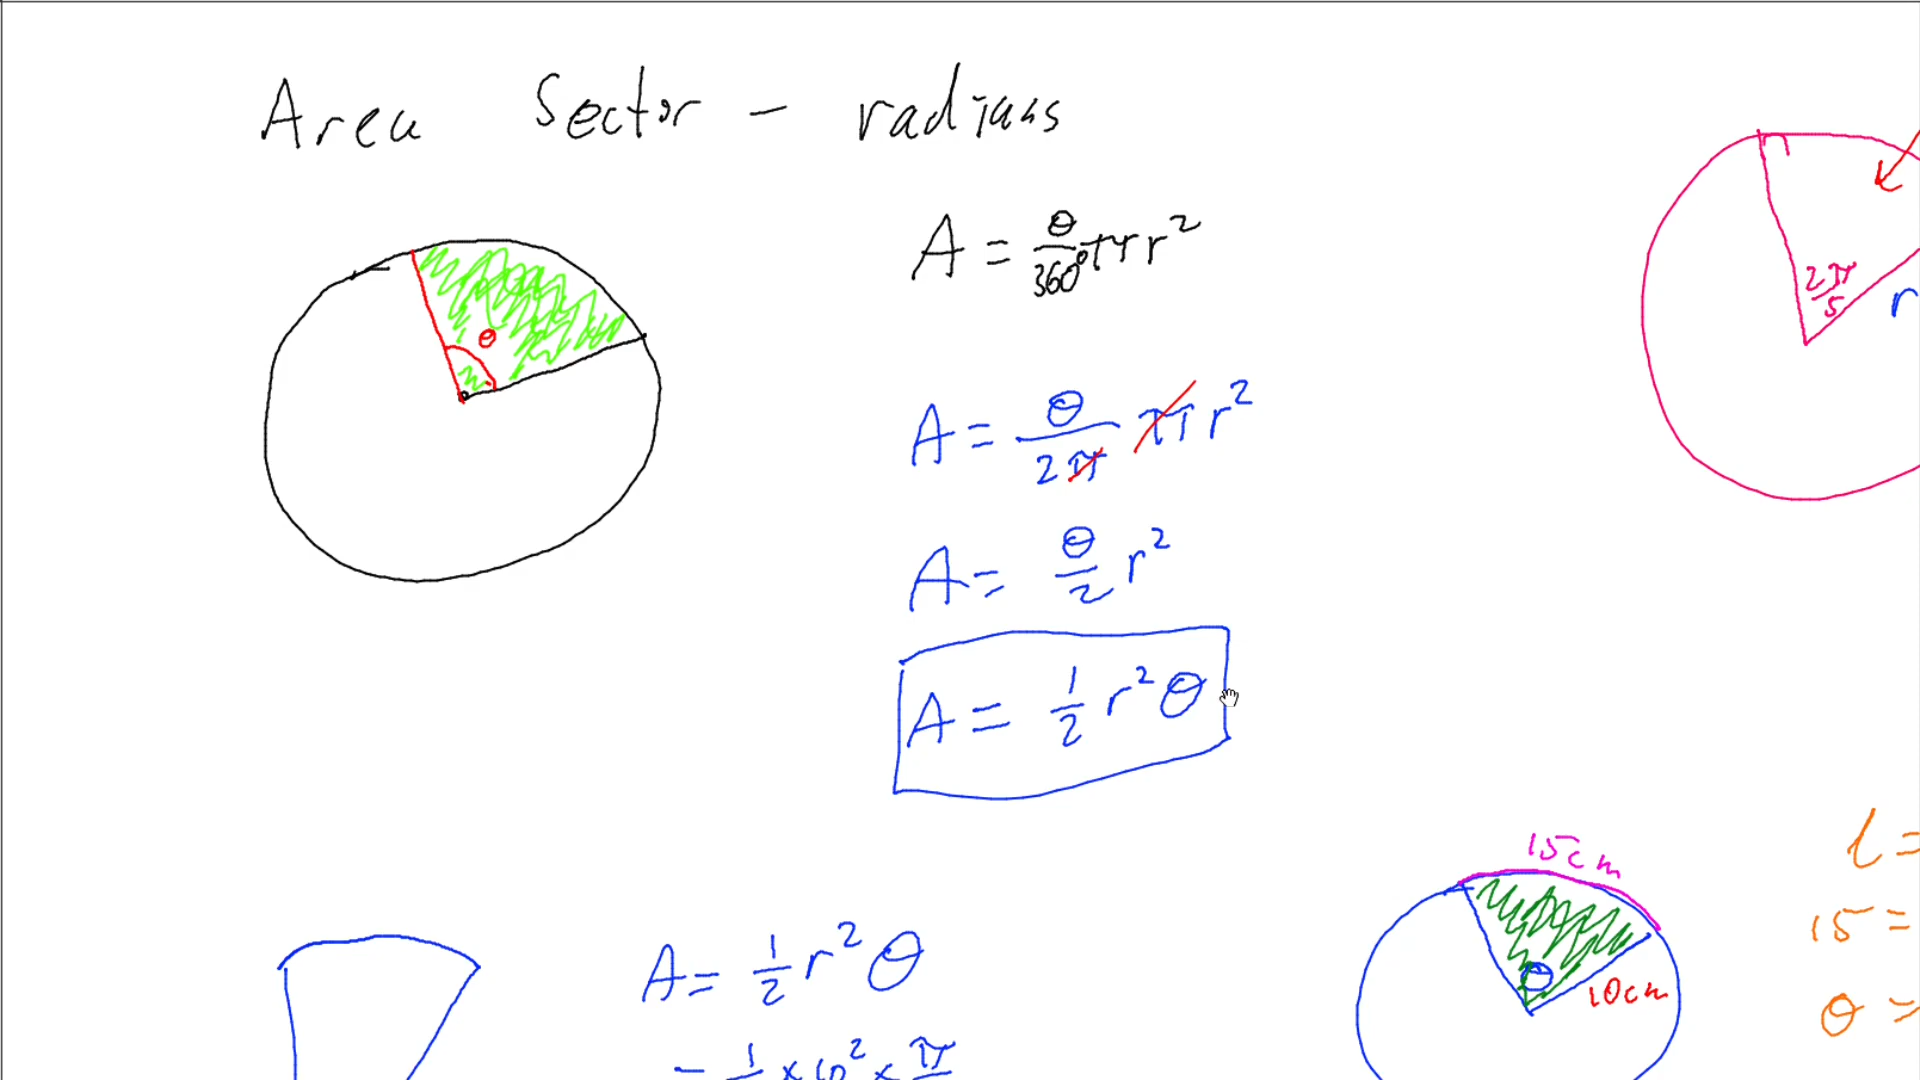 Area Sector - radians
A = θ/360° πr²
θ
2π/5
r
A = θ/2π πr²
A = θ/2 r²
A = 1/2 r²θ
15cm
l =
A = 1/2 r²θ
15 =
θ
10cm
θ =